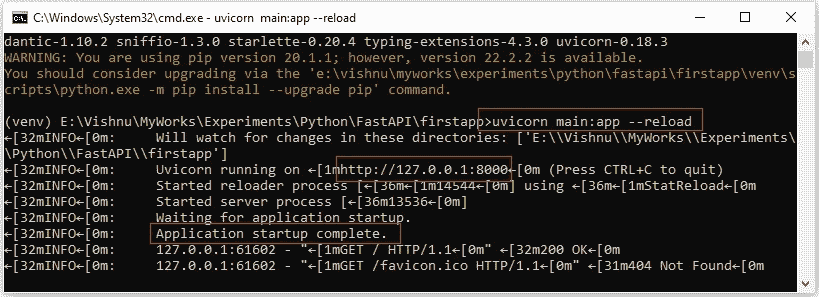 C:\Windows\System32\cmd.exe - uvicorn  main:app --reload
dantic-1.10.2 sniffio-1.3.0 starlette-0.20.4 typing-extensions-4.3.0 uvicorn-0.18.3
WARNING: You are using pip version 20.1.1; however, version 22.2.2 is available.
You should consider upgrading via the 'e:\vishnu\myworks\experiments\python\fastapi\firstapp\venv\s
cripts\python.exe -m pip install --upgrade pip' command.
(venv) E:\Vishnu\MyWorks\Experiments\Python\FastAPI\firstapp>uvicorn main:app --reload
←[32mINFO←[0m:     Will watch for changes in these directories: ['E:\\Vishnu\\MyWorks\\Experiments\
\Python\\FastAPI\\firstapp']
←[32mINFO←[0m:     Uvicorn running on ←[1mhttp://127.0.0.1:8000←[0m (Press CTRL+C to quit)
←[32mINFO←[0m:     Started reloader process [←[36m←[1m14544←[0m] using ←[36m←[1mStatReload←[0m
←[32mINFO←[0m:     Started server process [←[36m13536←[0m]
←[32mINFO←[0m:     Waiting for application startup.
←[32mINFO←[0m:     Application startup complete.
←[32mINFO←[0m:     127.0.0.1:61602 - "←[1mGET / HTTP/1.1←[0m" ←[32m200 OK←[0m
←[32mINFO←[0m:     127.0.0.1:61602 - "←[1mGET /favicon.ico HTTP/1.1←[0m" ←[31m404 Not Found←[0m